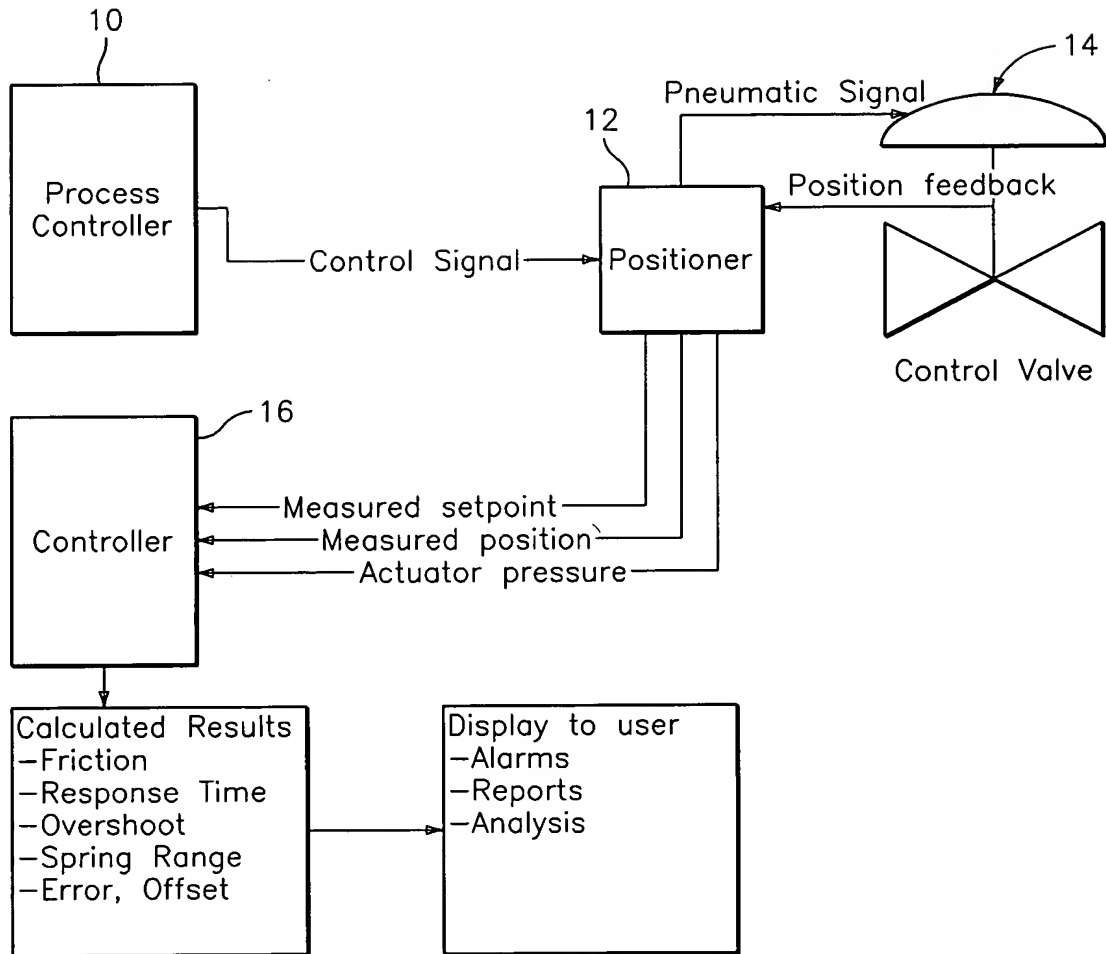 10
14
Pneumatic Signal
12
Process
Controller
Position feedback
Control Signal
Positioner
Control Valve
16
Controller
Measured setpoint
Measured position
Actuator pressure
Calculated Results
-Friction
-Response Time
-Overshoot
-Spring Range
-Error, Offset
Display to user
-Alarms
-Reports
-Analysis